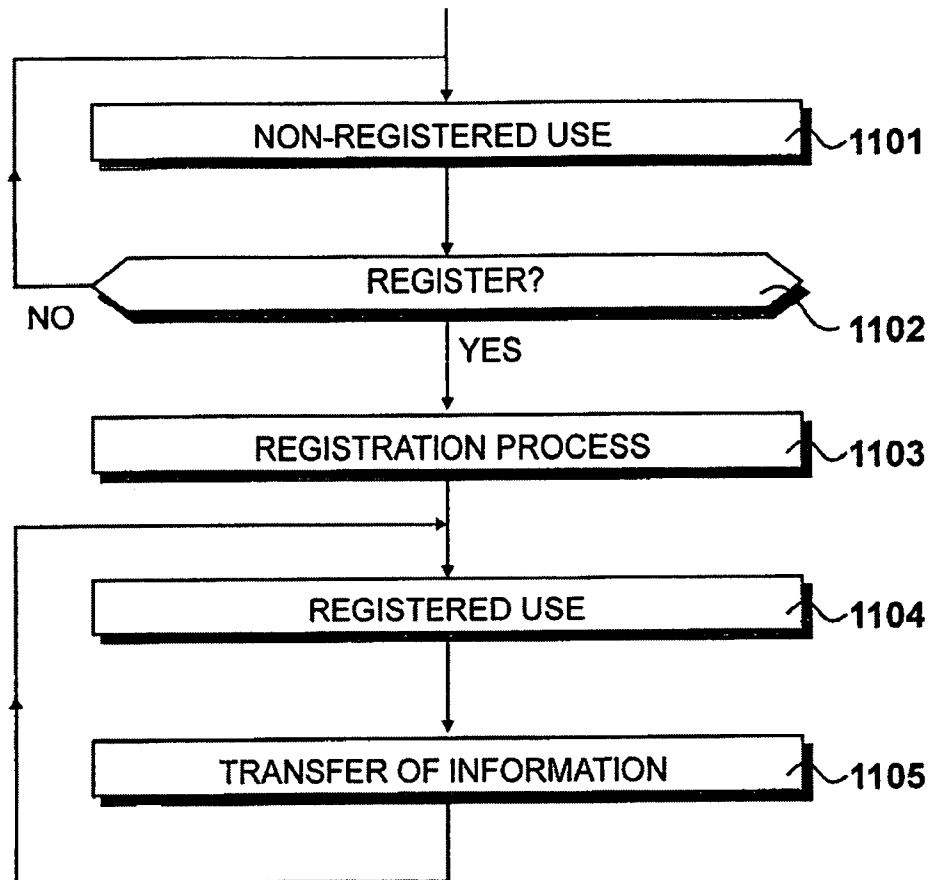 NON-REGISTERED USE
1101
REGISTER?
NO
1102
YES
REGISTRATION PROCESS
1103
REGISTERED USE
1104
TRANSFER OF INFORMATION
1105